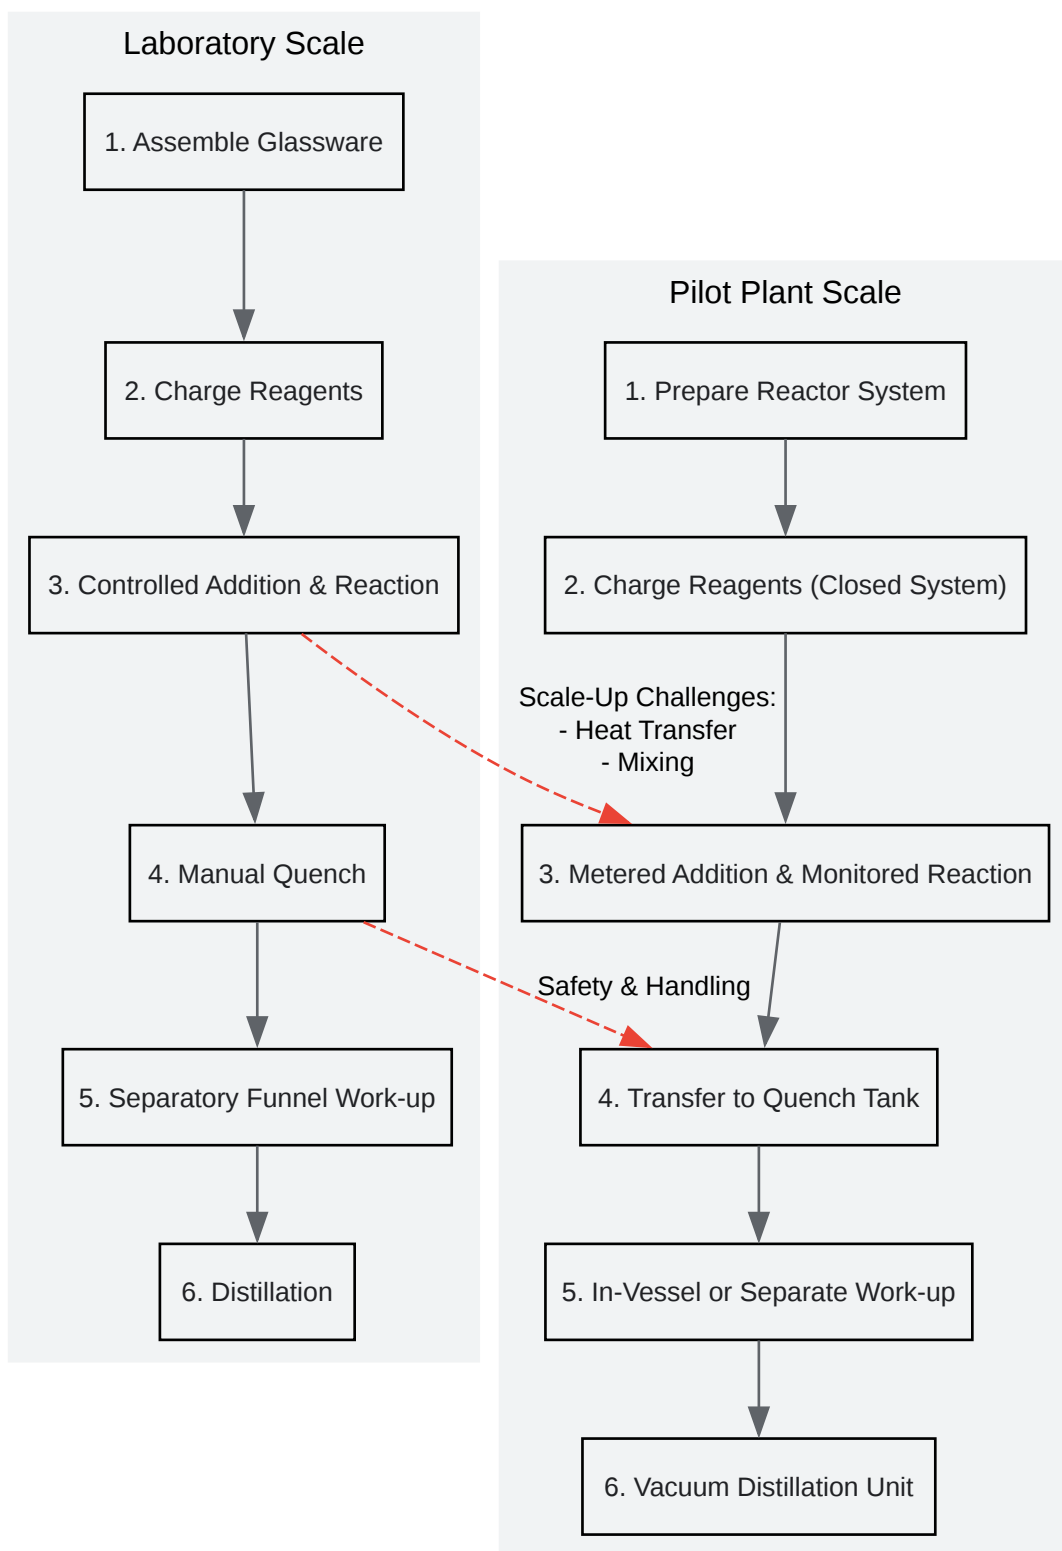 Laboratory Scale
1. Assemble Glassware
2. Charge Reagents
3. Controlled Addition & Reaction
4. Manual Quench
5. Separatory Funnel Work-up
6. Distillation
Pilot Plant Scale
1. Prepare Reactor System
2. Charge Reagents (Closed System)
Scale-Up Challenges:
- Heat Transfer
- Mixing
3. Metered Addition & Monitored Reaction
Safety & Handling
4. Transfer to Quench Tank
5. In-Vessel or Separate Work-up
6. Vacuum Distillation Unit